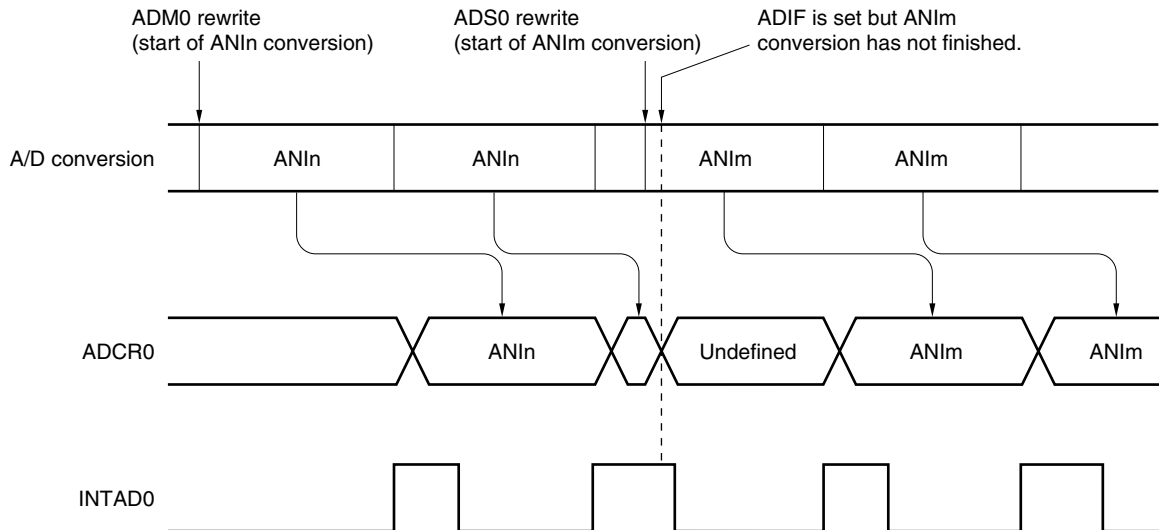 ADM0 rewrite
(start of ANIn conversion)
ADS0 rewrite
(start of ANIm conversion)
ADIF is set but ANIm
conversion has not finished.
A/D conversion
ANIn
ANIn
ANIm
ANIm
ADCR0
ANIn
Undefined
ANIm
ANIm
INTAD0